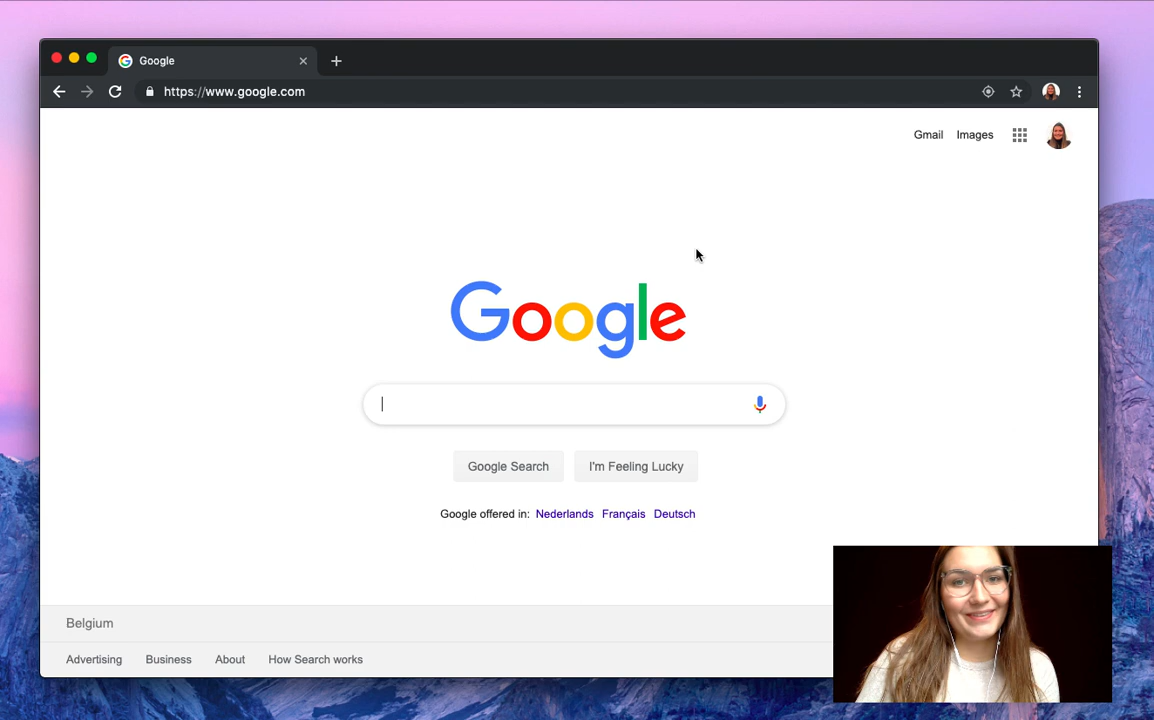 Google
https://www.google.com
Gmail Images
Google
Google Search I'm Feeling Lucky
Google offered in: Nederlands Français Deutsch
Belgium
Advertising Business About How Search works